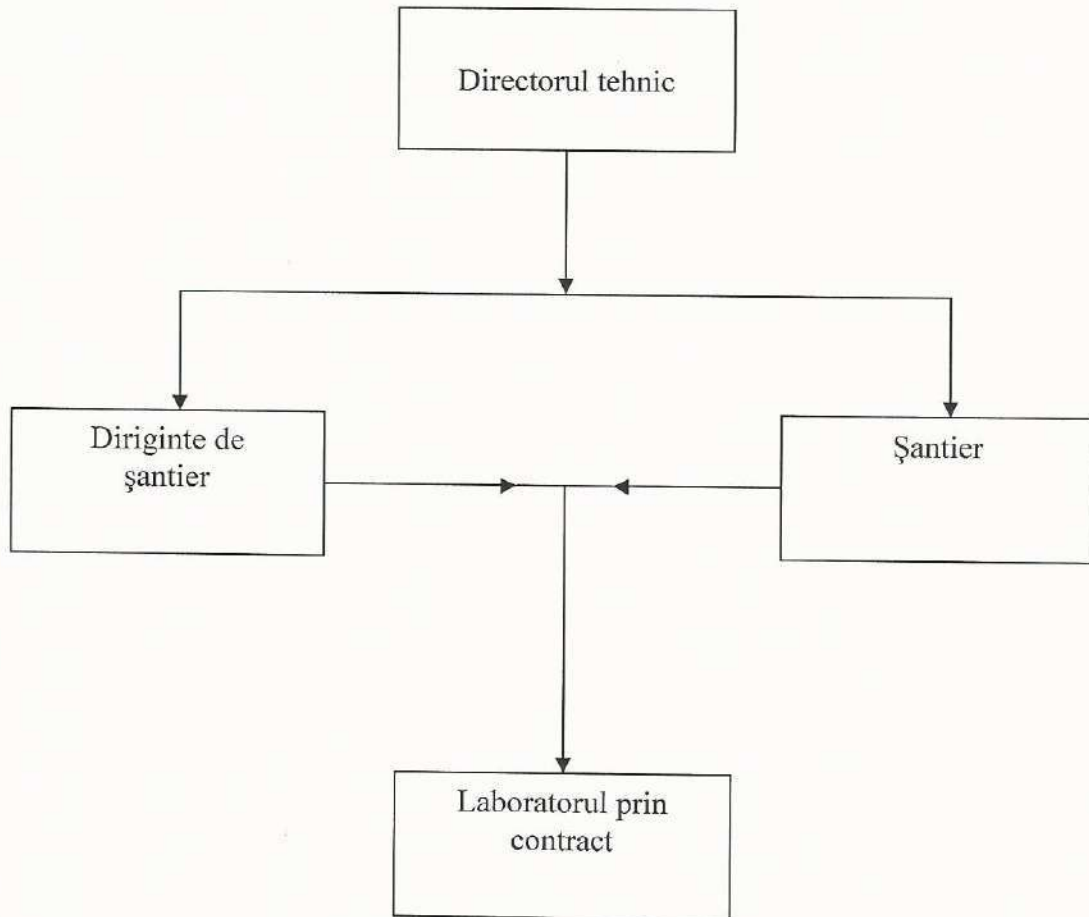 Directorul tehnic
Diriginte de
şantier
Şantier
Laboratorul prin
contract